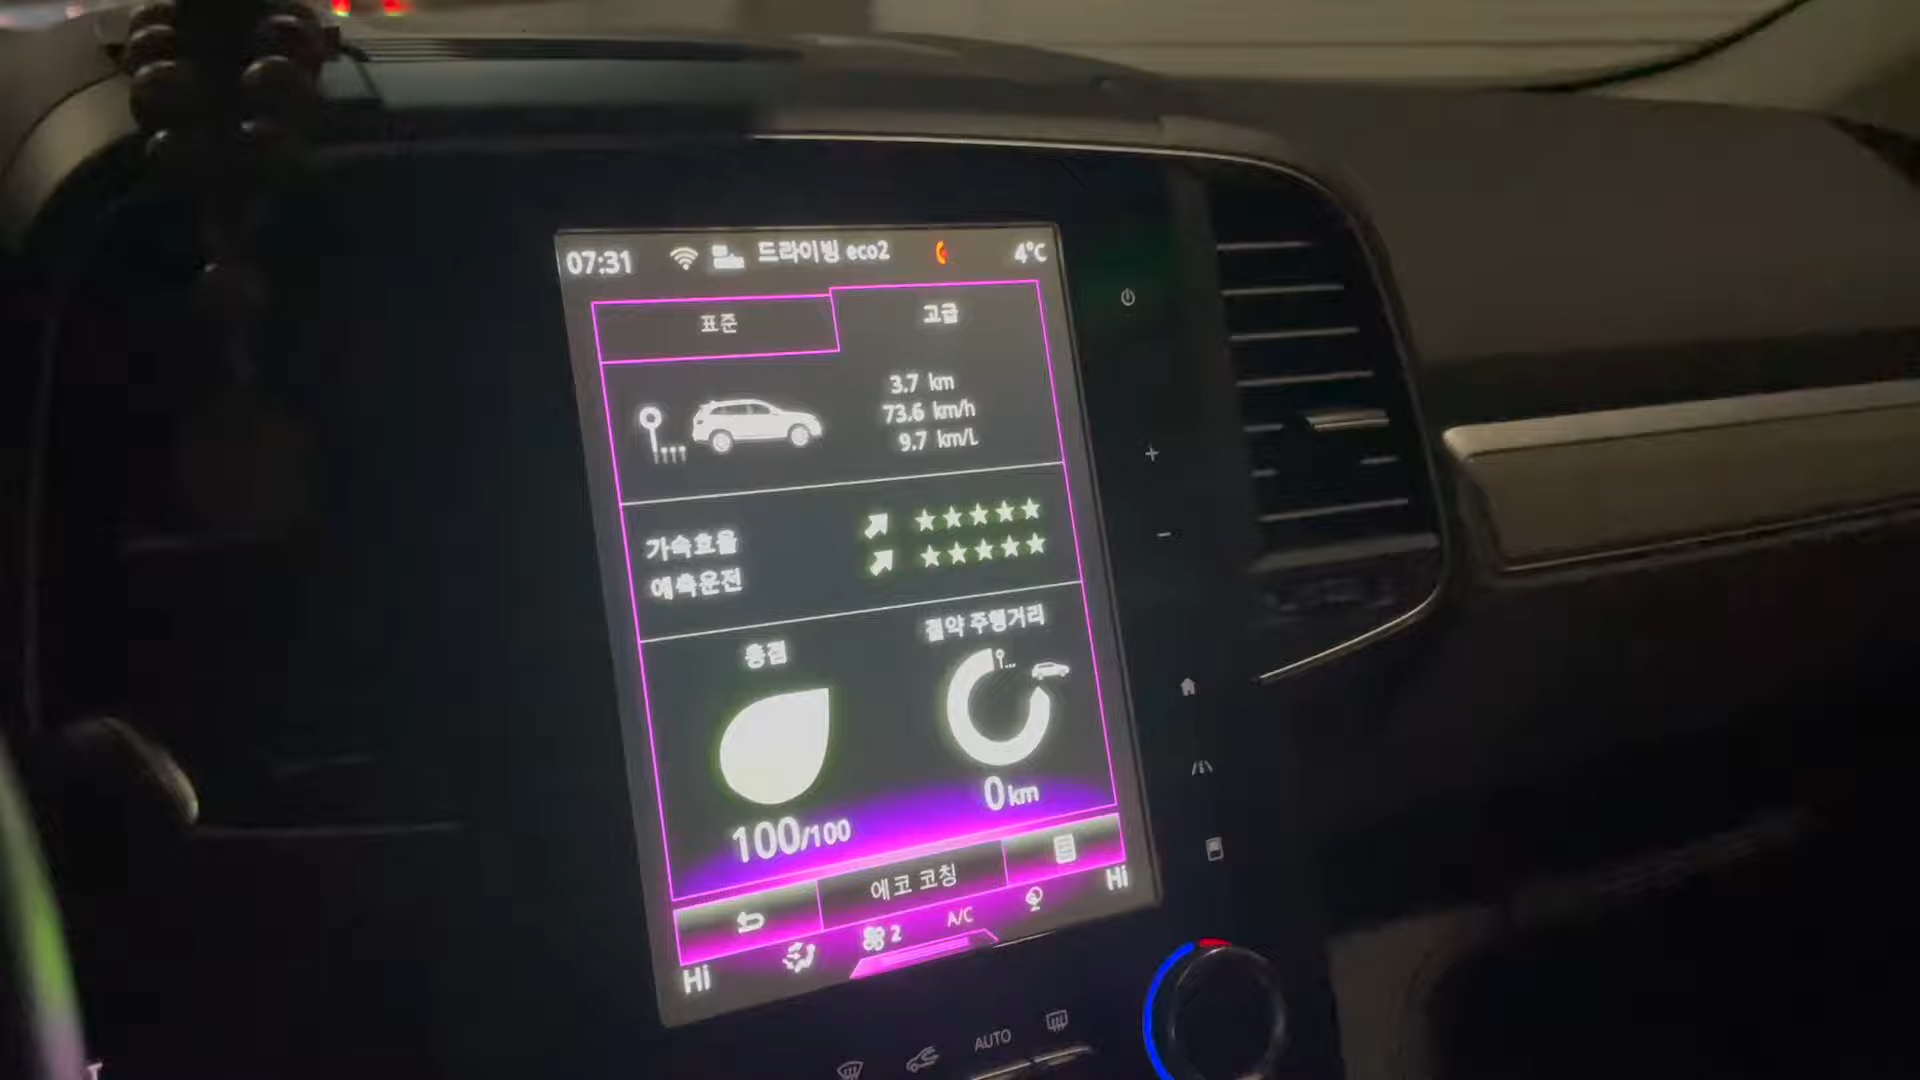 07:31 드라이빙 eco2 4°C
표준 고급
3.7 km
73.6 km/h
9.7 km/L
가속효율
예측운전
총점
절약 주행거리
100/100
0 km
에코 코칭
Hi 2 A/C Hi
AUTO